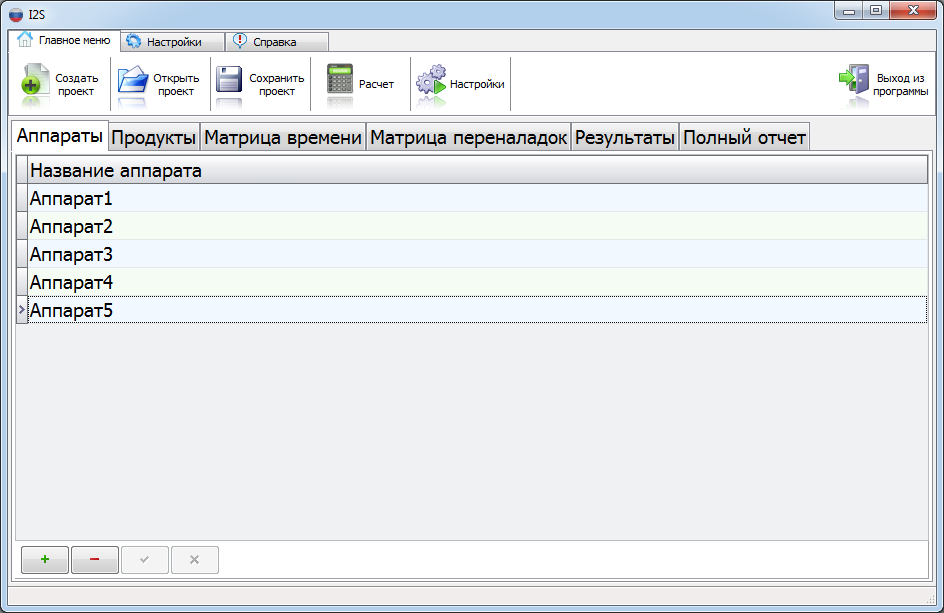 I2S
Главное меню
Настройки
Справка
Создать
проект
Открыть
проект
Сохранить
проект
Расчет
Настройки
Выход из
программы
Аппараты
Продукты
Матрица времени
Матрица переналадок
Результаты
Полный отчет
Название аппарата
Аппарат1
Аппарат2
Аппарат3
Аппарат4
Аппарат5